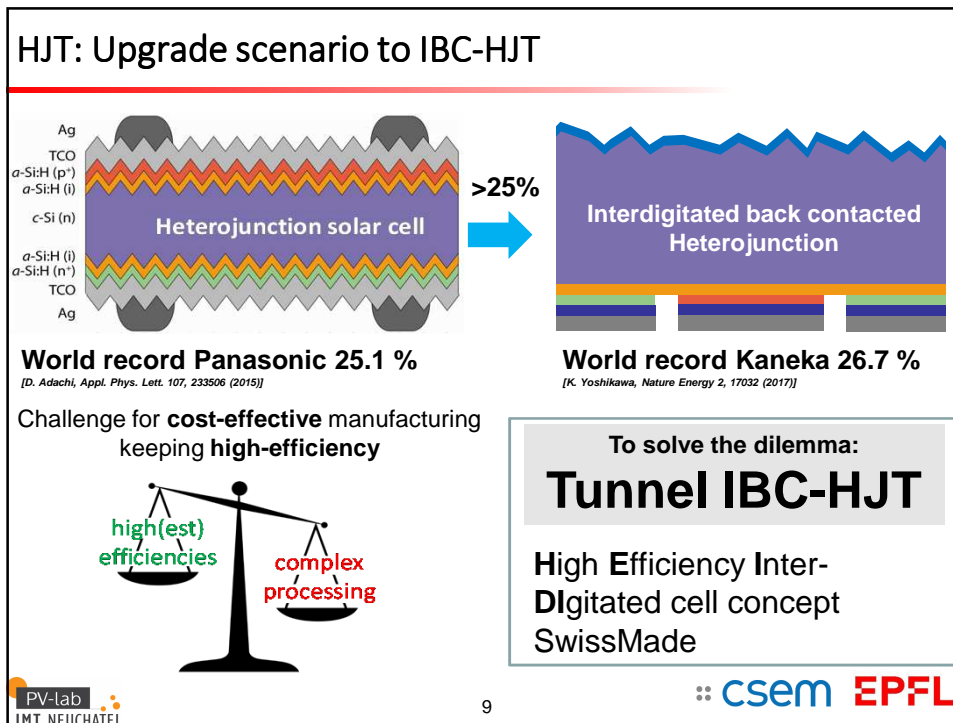 HJT: Upgrade scenario to IBC-HJT
Ag
TCO
a-Si:H (p⁺)
a-Si:H (i)
c-Si (n)
a-Si:H (i)
a-Si:H (n⁺)
TCO
Ag
Heterojunction solar cell
>25%
Interdigitated back contacted
Heterojunction
World record Panasonic 25.1 %
[D. Adachi, Appl. Phys. Lett. 107, 233506 (2015)]
World record Kaneka 26.7 %
[K. Yoshikawa, Nature Energy 2, 17032 (2017)]
Challenge for cost-effective manufacturing
keeping high-efficiency
high(est)
efficiencies
complex
processing
To solve the dilemma:
Tunnel IBC-HJT
High Efficiency Inter-
DIgitated cell concept
SwissMade
PV-lab
IMT NEUCHATEL
9
csem EPFL